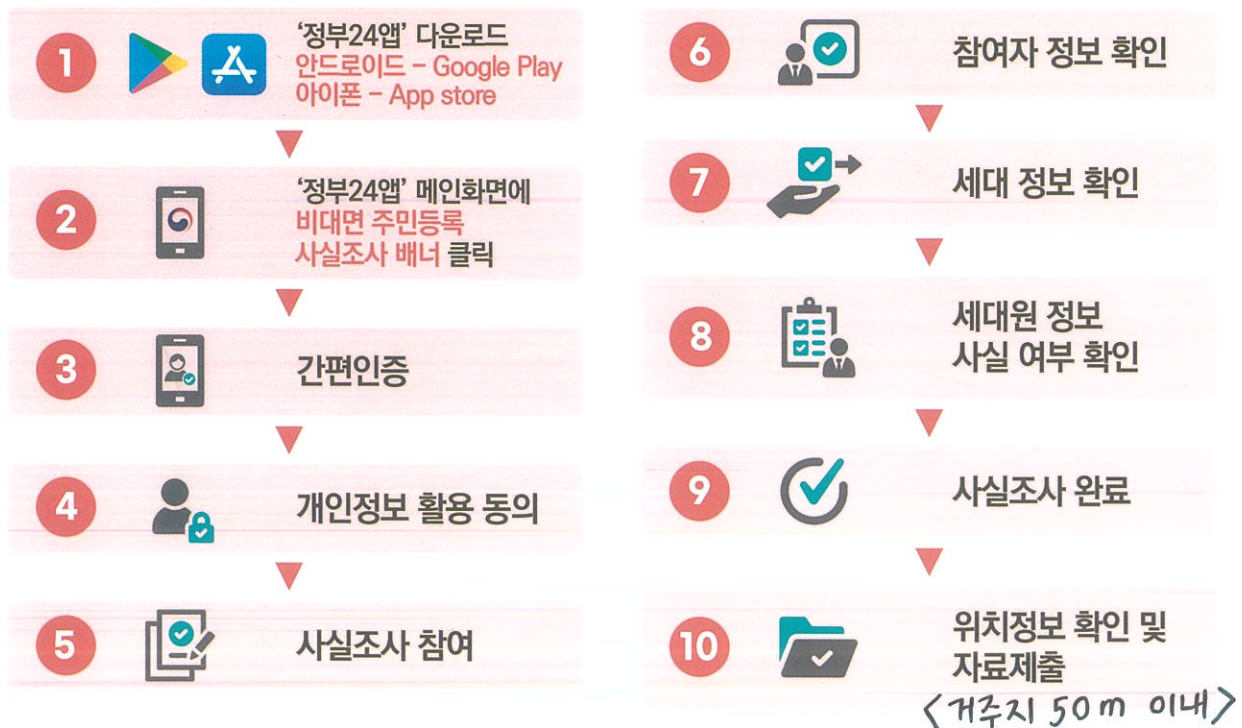 1
'정부24앱' 다운로드
안드로이드 - Google Play
아이폰 - App store
2
'정부24앱' 메인화면에
비대면 주민등록
사실조사 배너 클릭
3
간편인증
4
개인정보 활용 동의
5
사실조사 참여
6
참여자 정보 확인
7
세대 정보 확인
8
세대원 정보
사실 여부 확인
9
사실조사 완료
10
위치정보 확인 및
자료제출
<거주지 50m 이내>